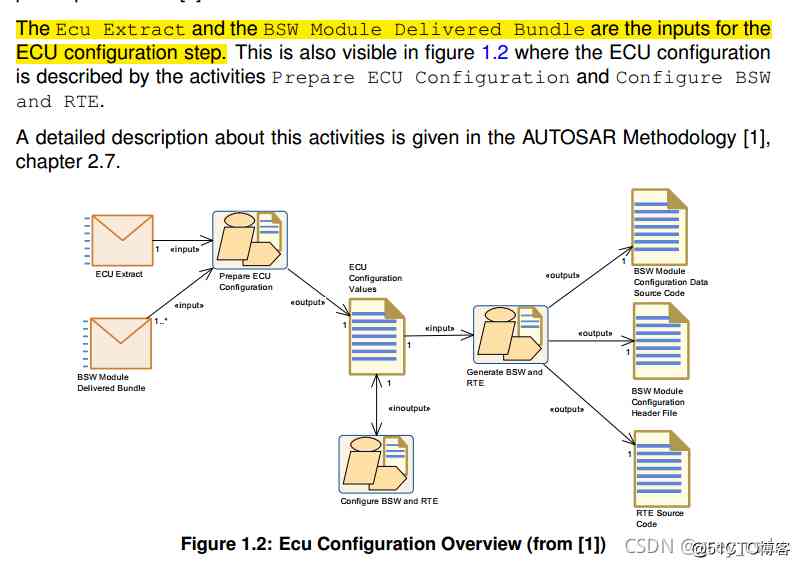 The Ecu Extract and the BSW Module Delivered Bundle are the inputs for the
ECU configuration step. This is also visible in figure 1.2 where the ECU configuration
is described by the activities Prepare ECU Configuration and Configure BSW
and RTE.
A detailed description about this activities is given in the AUTOSAR Methodology [1],
chapter 2.7.
ECU Extract
1
«input»
Prepare ECU
Configuration
BSW Module
Delivered Bundle
1..*
«input»
«output»
ECU
Configuration
Values
1
1
1
«input»
«inoutput»
Configure BSW and RTE
Generate BSW and
RTE
«output»
1
BSW Module
Configuration Data
Source Code
«output»
1
BSW Module
Configuration
Header File
«output»
1
RTE Source
Code
Figure 1.2: Ecu Configuration Overview (from [1])
CSDN
@51CTO博客